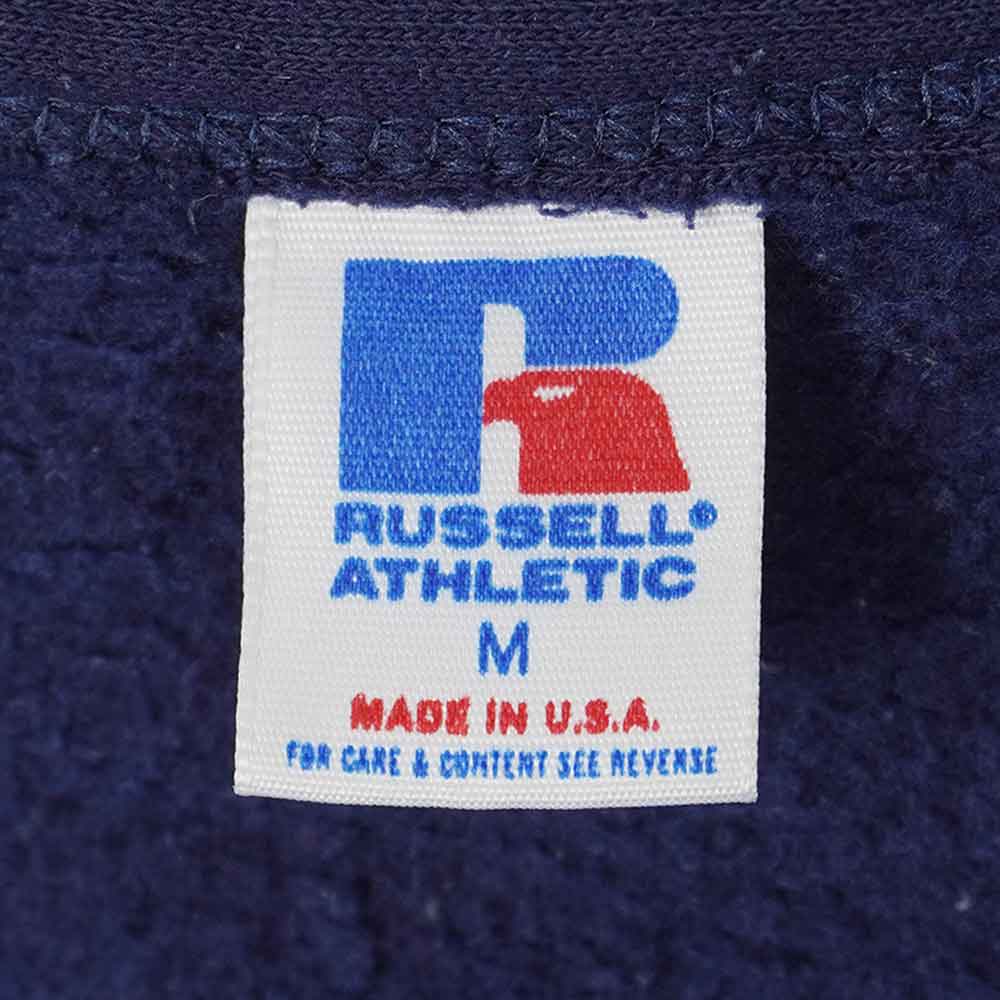 R
RUSSELL®
ATHLETIC
M
MADE IN U.S.A.
FOR CARE & CONTENT SEE REVERSE